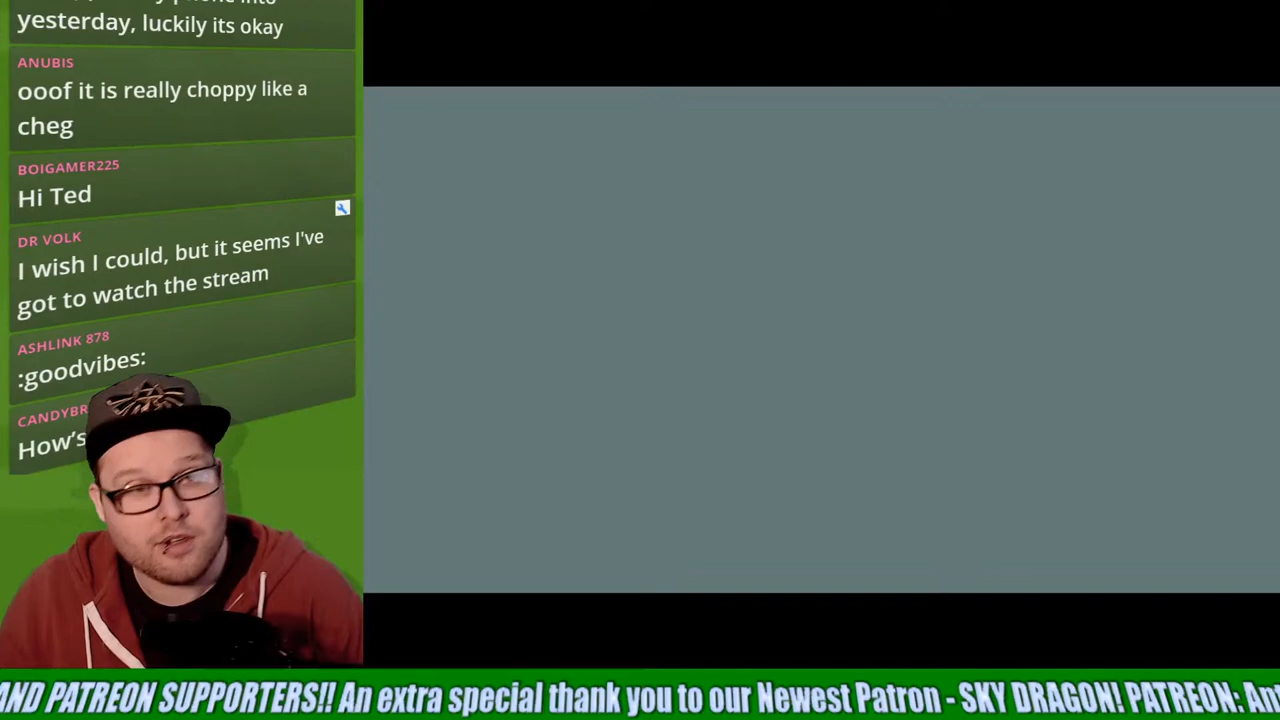 yesterday, luckily its okay
ANUBIS
ooof it is really choppy like a
cheg
BOIGAMER225
Hi Ted
DR VOLK
I wish I could, but it seems I've
got to watch the stream
ASHLINK 878
:goodvibes:
CANDYBR
How's
AND PATREON SUPPORTERS!! An extra special thank you to our Newest Patron - SKY DRAGON! PATREON: Ant